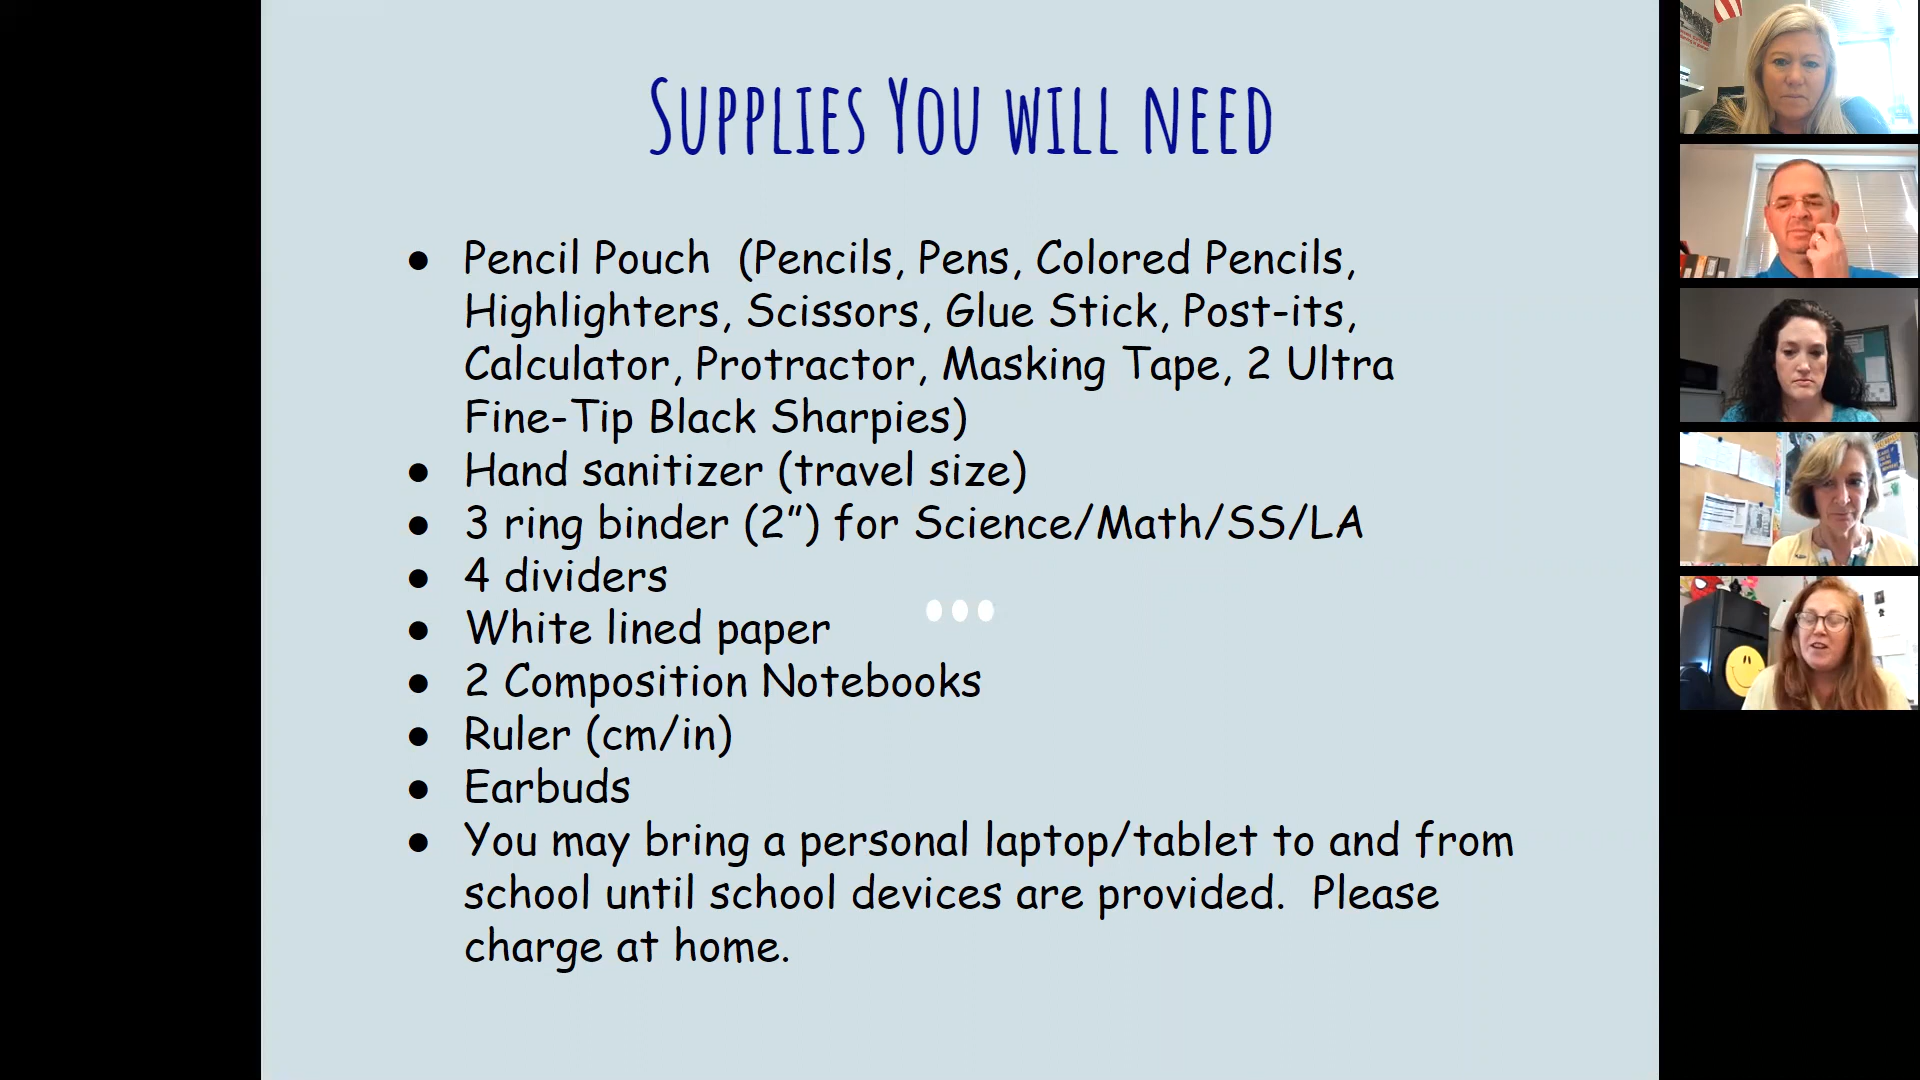 Supplies You will need
● Pencil Pouch  (Pencils, Pens, Colored Pencils,
Highlighters, Scissors, Glue Stick, Post-its,
Calculator, Protractor, Masking Tape, 2 Ultra
Fine-Tip Black Sharpies)
● Hand sanitizer (travel size)
● 3 ring binder (2”) for Science/Math/SS/LA
● 4 dividers
● White lined paper
● 2 Composition Notebooks
● Ruler (cm/in)
● Earbuds
● You may bring a personal laptop/tablet to and from
school until school devices are provided.  Please
charge at home.